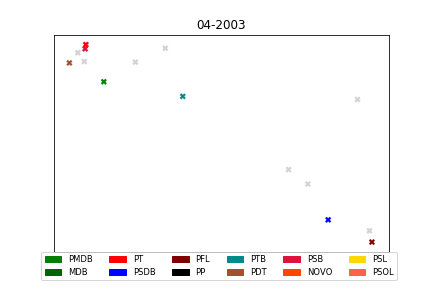 04-2003
PMDB PT PFL PTB PSB PSL
MDB PSDB PP PDT NOVO PSOL